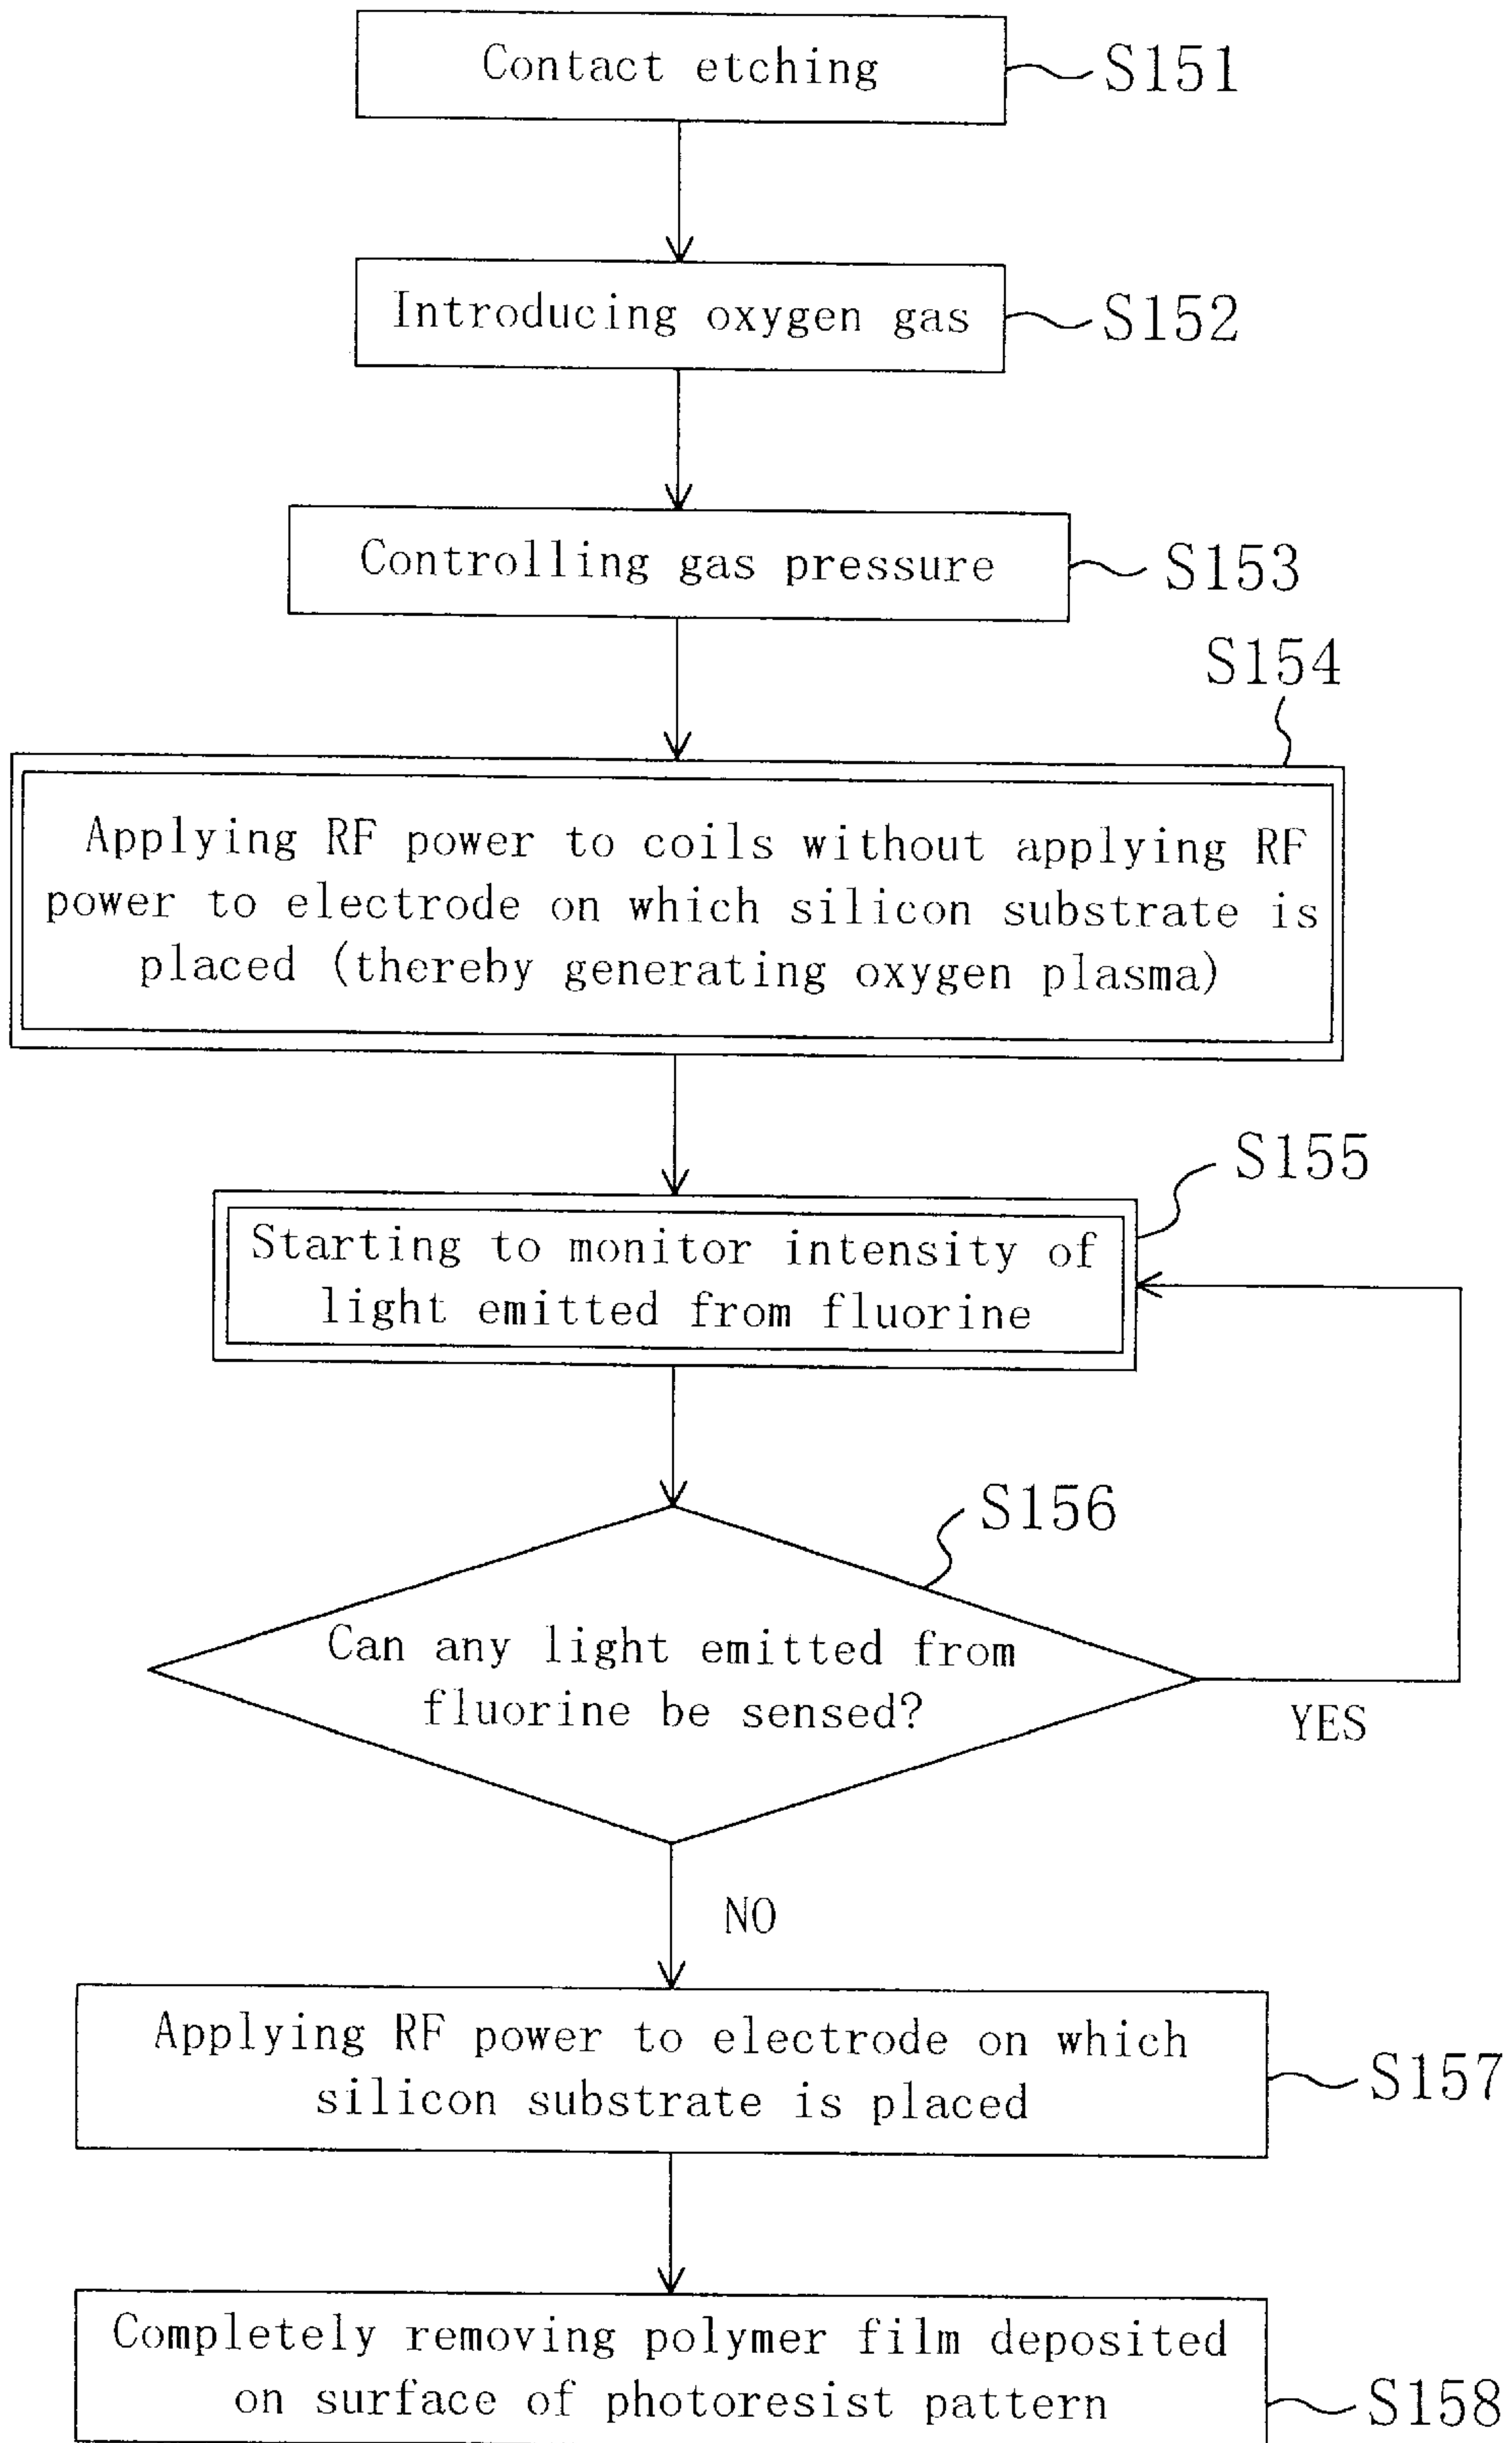 Contact etching
S151
Introducing oxygen gas
S152
Controlling gas pressure
S153
S154
Applying RF power to coils without applying RF
power to electrode on which silicon substrate is
placed (thereby generating oxygen plasma)
S155
Starting to monitor intensity of
light emitted from fluorine
S156
Can any light emitted from
fluorine be sensed?
YES
NO
Applying RF power to electrode on which
silicon substrate is placed
S157
Completely removing polymer film deposited
on surface of photoresist pattern
S158